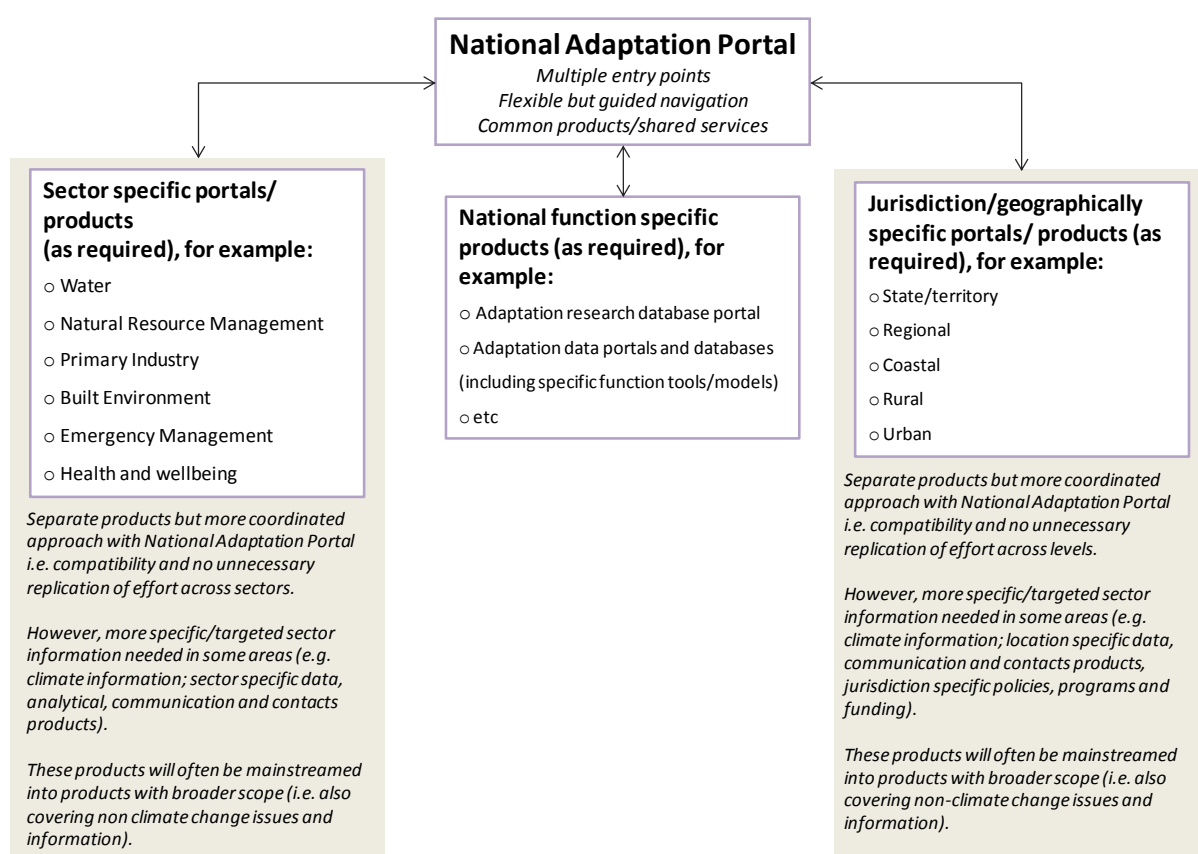 National Adaptation Portal
Multiple entry points
Flexible but guided navigation
Common products/shared services
Sector specific portals/
products
(as required), for example:
o Water
o Natural Resource Management
o Primary Industry
o Built Environment
o Emergency Management
o Health and wellbeing
Separate products but more coordinated
approach with National Adaptation Portal
i.e. compatibility and no unnecessary
replication of effort across sectors.
However, more specific/targeted sector
information needed in some areas (e.g.
climate information; sector specific data,
analytical, communication and contacts
products).
These products will often be mainstreamed
into products with broader scope (i.e. also
covering non climate change issues and
information).
National function specific
products (as required), for
example:
o Adaptation research database portal
o Adaptation data portals and databases
(including specific function tools/models)
o etc
Jurisdiction/geographically
specific portals/ products (as
required), for example:
o State/territory
o Regional
o Coastal
o Rural
o Urban
Separate products but more coordinated
approach with National Adaptation Portal
i.e. compatibility and no unnecessary
replication of effort across levels.
However, more specific/targeted sector
information needed in some areas (e.g.
climate information; location specific data,
communication and contacts products,
jurisdiction specific policies, programs and
funding).
These products will often be mainstreamed
into products with broader scope (i.e. also
covering non-climate change issues and
information).